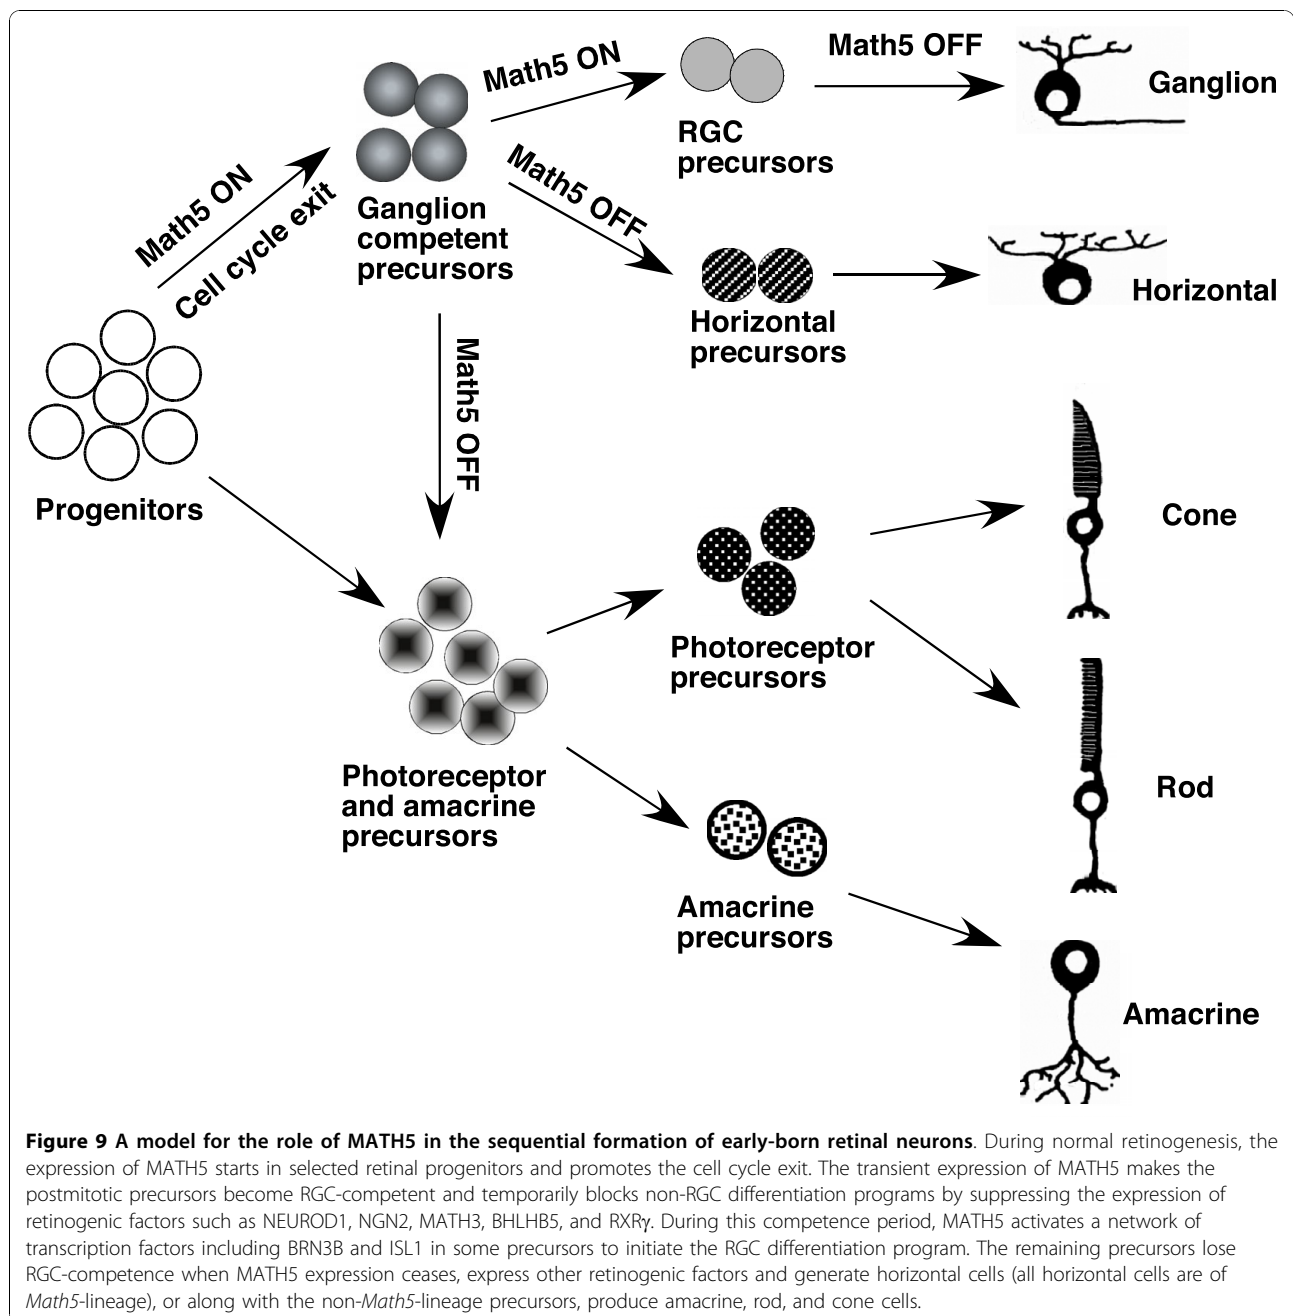 Math5 ON
Math5 OFF
Ganglion
RGC
precursors
Math5 ON
Cell cycle exit
Ganglion
competent
precursors
Math5 OFF
Horizontal
precursors
Horizontal
Math5 OFF
Progenitors
Cone
Photoreceptor
precursors
Photoreceptor
and amacrine
precursors
Rod
Amacrine
precursors
Amacrine
Figure 9 A model for the role of MATH5 in the sequential formation of early-born retinal neurons. During normal retinogenesis, the
expression of MATH5 starts in selected retinal progenitors and promotes the cell cycle exit. The transient expression of MATH5 makes the
postmitotic precursors become RGC-competent and temporarily blocks non-RGC differentiation programs by suppressing the expression of
retinogenic factors such as NEUROD1, NGN2, MATH3, BHLHB5, and RXRγ. During this competence period, MATH5 activates a network of
transcription factors including BRN3B and ISL1 in some precursors to initiate the RGC differentiation program. The remaining precursors lose
RGC-competence when MATH5 expression ceases, express other retinogenic factors and generate horizontal cells (all horizontal cells are of
Math5-lineage), or along with the non-Math5-lineage precursors, produce amacrine, rod, and cone cells.